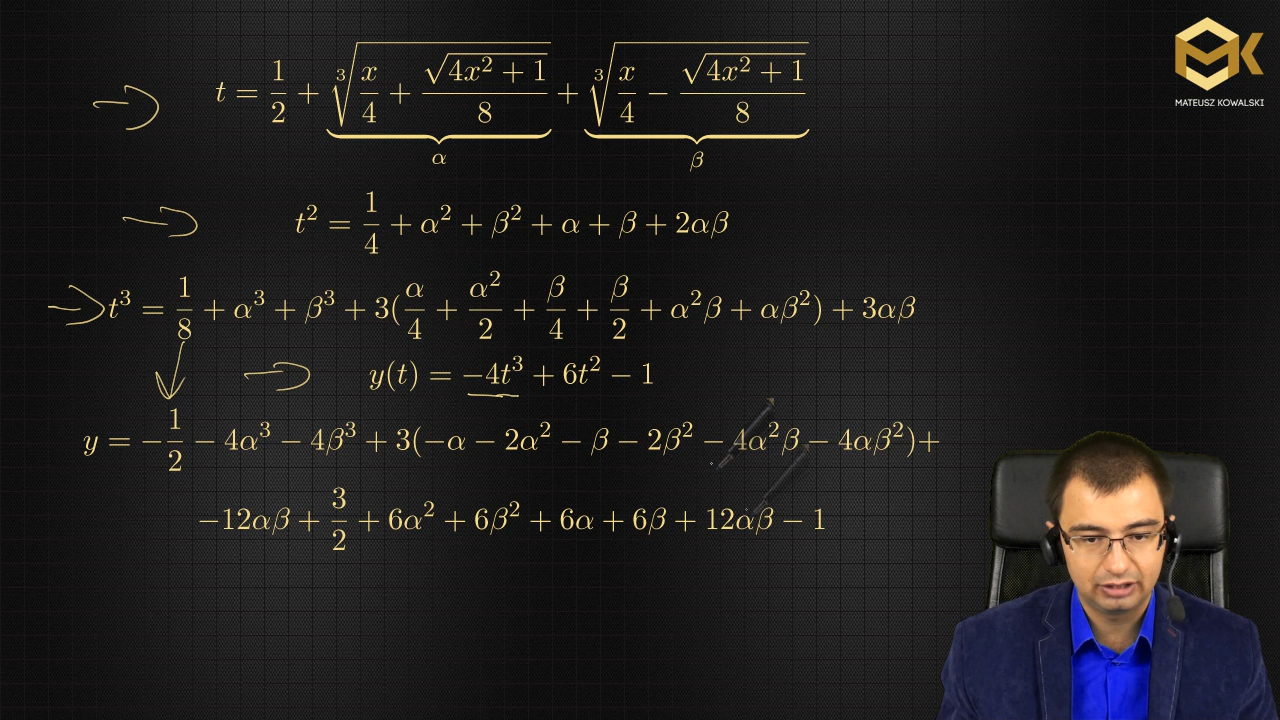 t = 1/2 + ∛(x/4 + √(4x² + 1)/8) + ∛(x/4 − √(4x² + 1)/8)
α β
MATEUSZ KOWALSKI
t² = 1/4 + α² + β² + α + β + 2αβ
t³ = 1/8 + α³ + β³ + 3(α/4 + α²/2 + β/4 + β/2 + α²β + αβ²) + 3αβ
y(t) = −4t³ + 6t² − 1
y = −1/2 − 4α³ − 4β³ + 3(−α − 2α² − β − 2β² − 4α²β − 4αβ²)+
−12αβ + 3/2 + 6α² + 6β² + 6α + 6β + 12αβ − 1